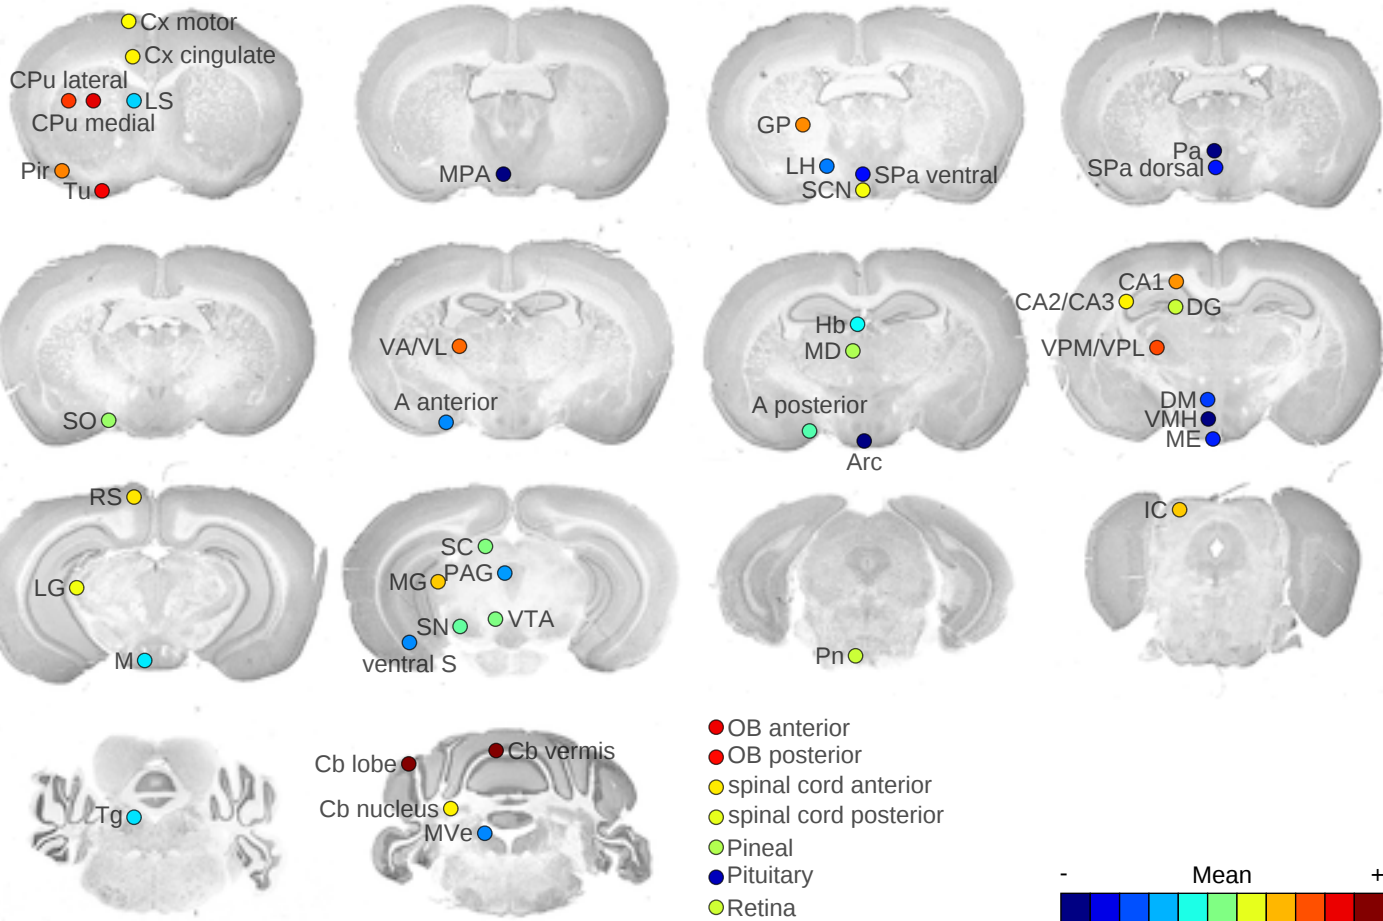 Cx motor
Cx cingulate
CPu lateral
LS
CPu medial
Pir
Tu
MPA
GP
LH
SPa ventral
SCN
Pa
SPa dorsal
SO
VA/VL
A anterior
Hb
MD
A posterior
Arc
CA1
CA2/CA3
DG
VPM/VPL
DM
VMH
ME
RS
LG
M
SC
MG
PAG
SN
VTA
ventral S
Pn
IC
Tg
Cb lobe
Cb vermis
Cb nucleus
MVe
OB anterior
OB posterior
spinal cord anterior
spinal cord posterior
Pineal
Pituitary
Retina
- Mean +